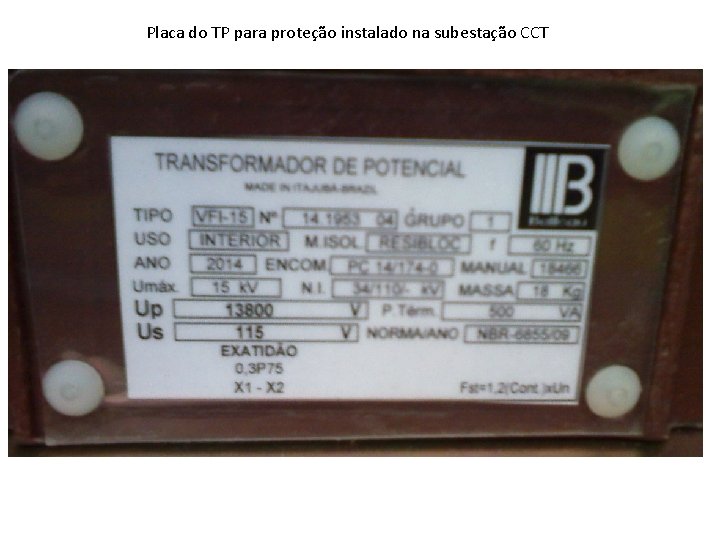 Placa do TP para proteção instalado na subestação CCT
TRANSFORMADOR DE POTENCIAL
MADE IN ITAJUBÁ-BRAZIL
TIPO VFI-15 Nº 14.1953 04 GRUPO 1
USO INTERIOR M.ISOL RESIBLOC f 60 Hz
ANO 2014 ENCOM. PC 14/174-0 MANUAL 18466
Umáx. 15 kV N.I. 34/110/- kV MASSA 18 Kg
Up 13800 V P.Térm. 500 VA
Us 115 V NORMA/ANO NBR-6855/09
EXATIDÃO
0,3P75
X1 - X2 Fst=1,2(Cont.)xUn